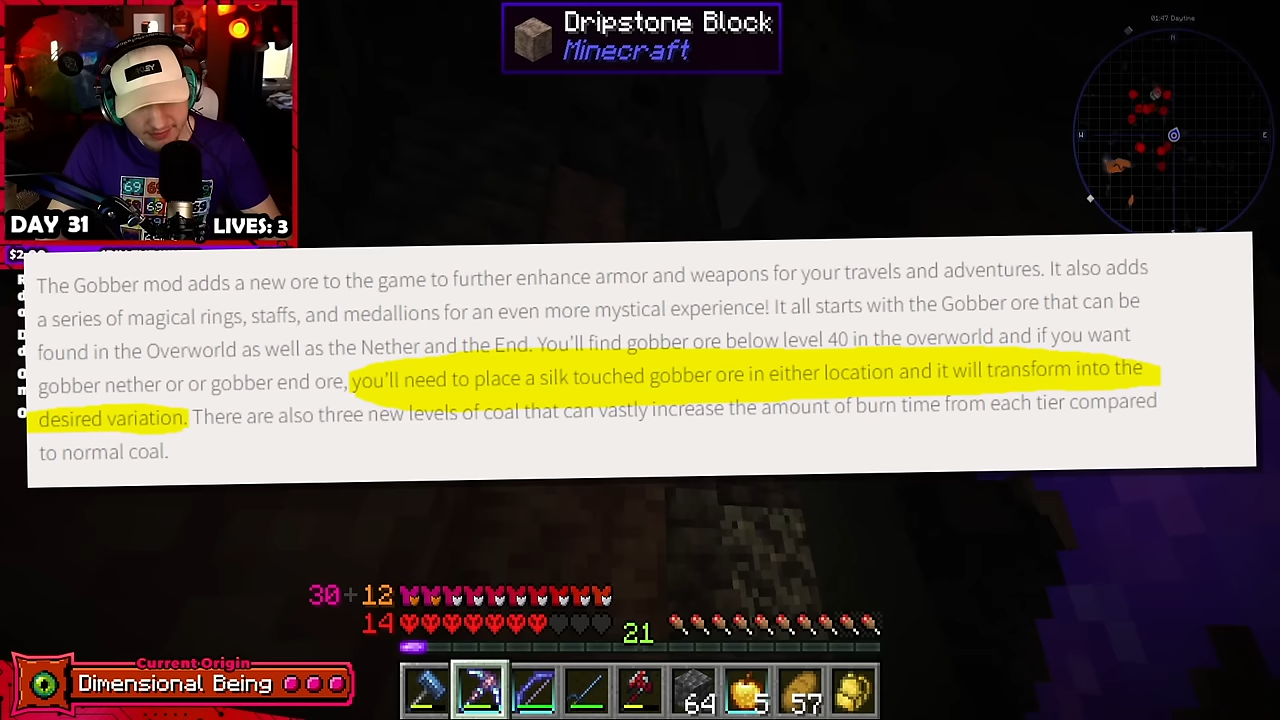 Dripstone Block
Minecraft
01:47 Daytime
N
W
E
DAY 31
LIVES: 3
The Gobber mod adds a new ore to the game to further enhance armor and weapons for your travels and adventures. It also adds
a series of magical rings, staffs, and medallions for an even more mystical experience! It all starts with the Gobber ore that can be
found in the Overworld as well as the Nether and the End. You'll find gobber ore below level 40 in the overworld and if you want
gobber nether or or gobber end ore, you'll need to place a silk touched gobber ore in either location and it will transform into the
desired variation. There are also three new levels of coal that can vastly increase the amount of burn time from each tier compared
to normal coal.
30+12
14
21
64
5
57
Current Origin
Dimensional Being